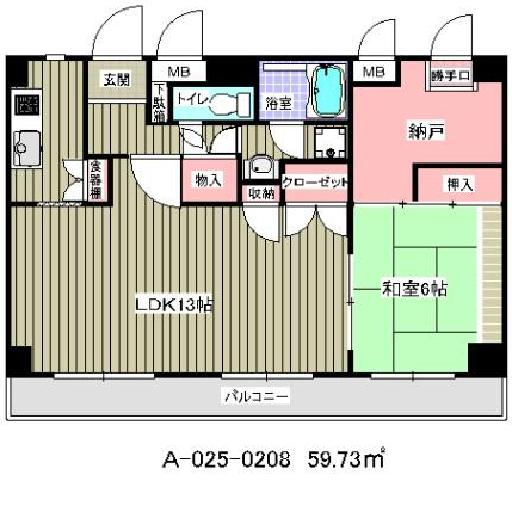 玄関
MB
MB
勝手口
下駄箱
トイレ
浴室
納戸
食器棚
物入
収納
クローゼット
押入
LDK13帖
和室6帖
バルコニー
A-025-0208 59.73㎡